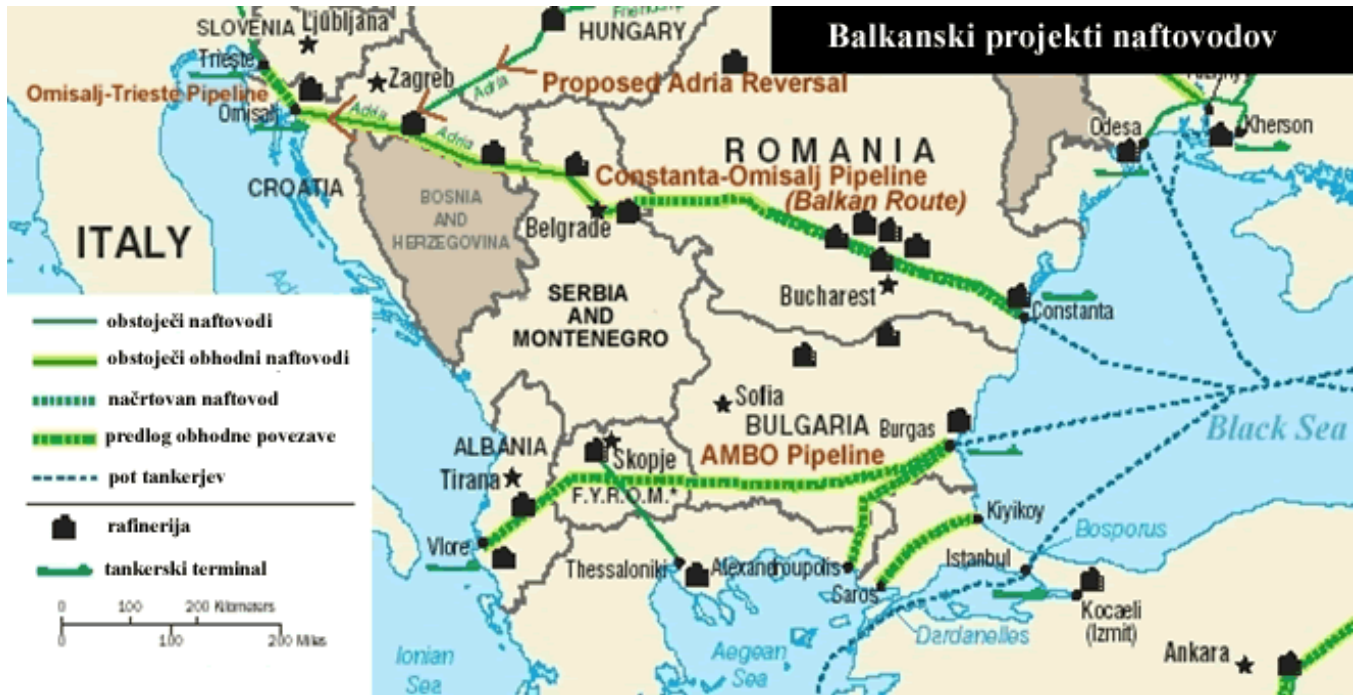 Balkanski projekti naftovodov
SLOVENIA
Ljubljana
HUNGARY
Trieste
Zagreb
Adria
Proposed Adria Reversal
Omisalj-Trieste Pipeline
Omisalj
Adria
Adria
Odesa
Kherson
ROMANIA
CROATIA
Constanta-Omisalj Pipeline
(Balkan Route)
BOSNIA
AND
HERZEGOVINA
Belgrade
ITALY
Bucharest
Constanta
SERBIA
AND
MONTENEGRO
Sofia
BULGARIA
Burgas
Black Sea
ALBANIA
Skopje
AMBO Pipeline
Tirana
F.Y.R.O.M.*
Kiyikoy
Bosporus
Vlore
Thessaloniki
Alexandroupolis
Istanbul
Saros
Kocaeli
(Izmit)
Dardanelles
Ankara
Ionian
Sea
Aegean
Sea
obstoječi naftovodi
obstoječi obhodni naftovodi
načrtovan naftovod
predlog obhodne povezave
pot tankerjev
rafinerija
tankerski terminal
0 100 200 Kilometers
0 100 200 Miles